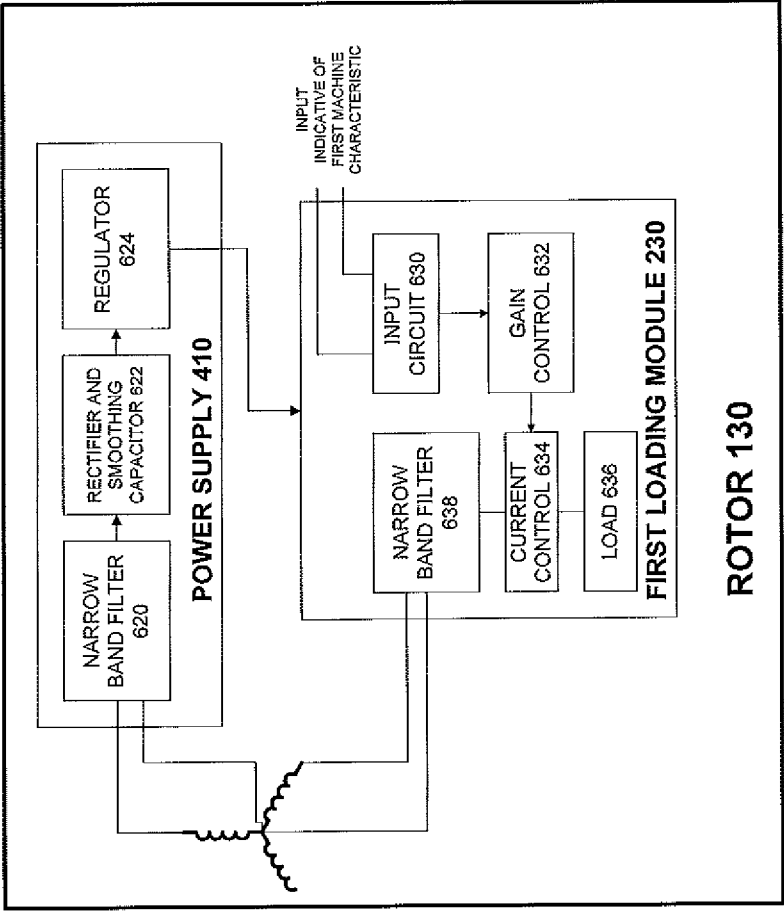 NARROW
BAND FILTER
620
RECTIFIER AND
SMOOTHING
CAPACITOR 622
REGULATOR
624
POWER SUPPLY 410
INPUT
INDICATIVE OF
FIRST MACHINE
CHARACTERISTIC
NARROW
BAND FILTER
638
INPUT
CIRCUIT 630
CURRENT
CONTROL 634
GAIN
CONTROL 632
LOAD 636
FIRST LOADING MODULE 230
ROTOR 130